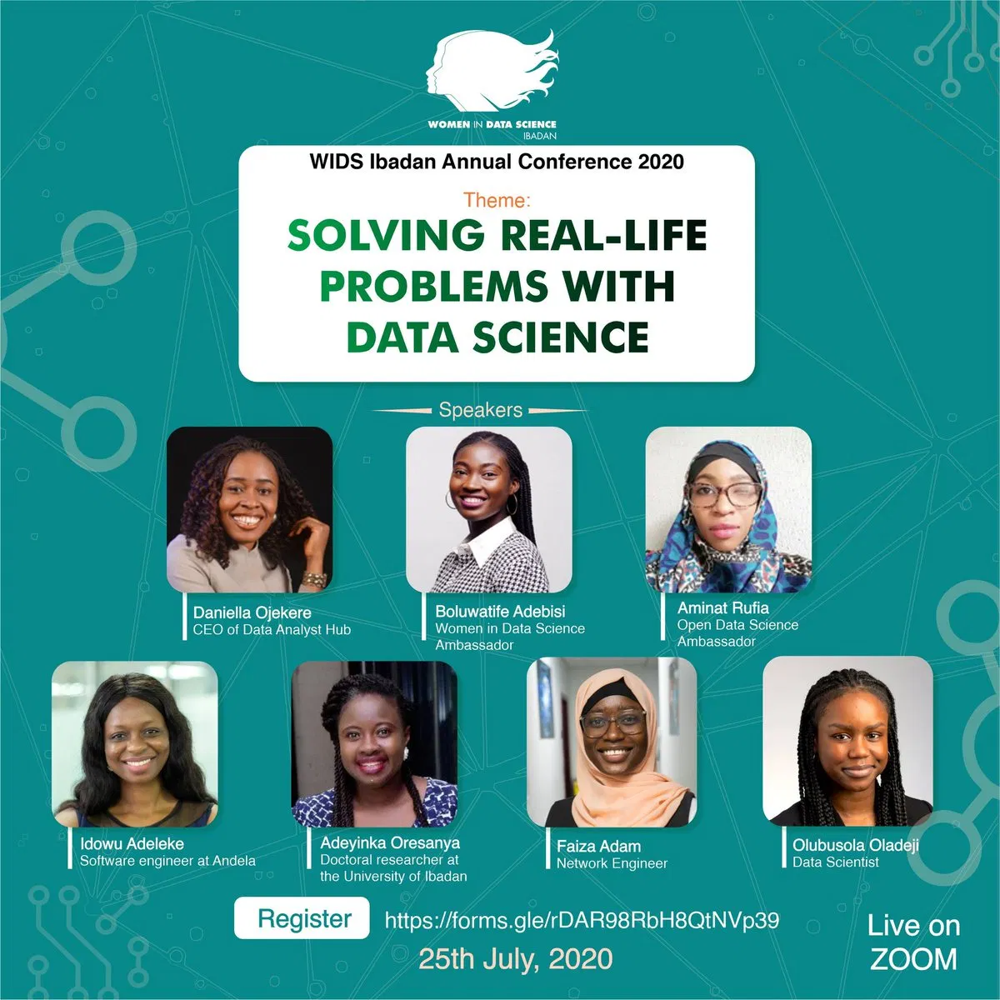 WOMEN IN DATA SCIENCE
IBADAN
WIDS Ibadan Annual Conference 2020
Theme:
SOLVING REAL-LIFE
PROBLEMS WITH
DATA SCIENCE
Speakers
Daniella Ojekere
CEO of Data Analyst Hub
Boluwatife Adebisi
Women in Data Science
Ambassador
Aminat Rufia
Open Data Science
Ambassador
Idowu Adeleke
Software engineer at Andela
Adeyinka Oresanya
Doctoral researcher at
the University of Ibadan
Faiza Adam
Network Engineer
Olubusola Oladeji
Data Scientist
Register
https://forms.gle/rDAR98RbH8QtNVp39
25th July, 2020
Live on
ZOOM